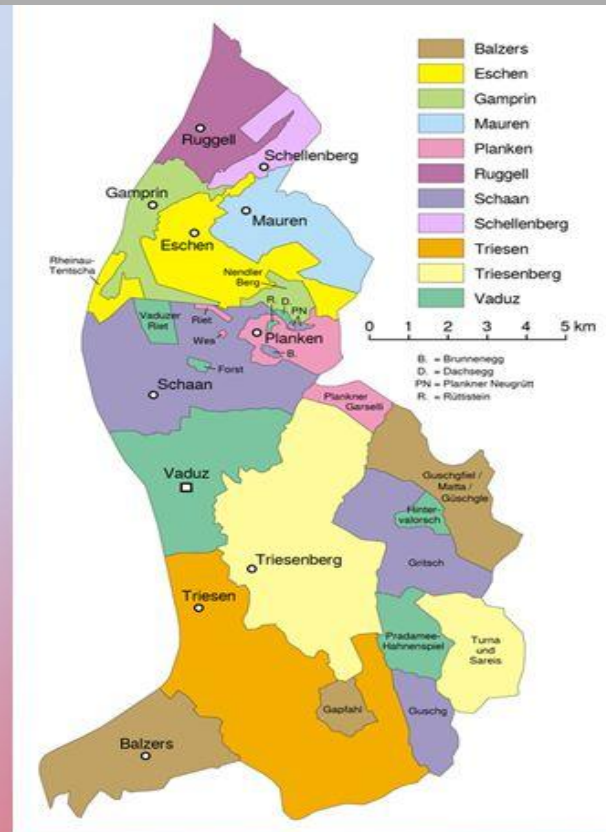 Balzers
Eschen
Gamprin
Mauren
Planken
Ruggell
Schaan
Schellenberg
Triesen
Triesenberg
Vaduz
0 1 2 3 4 5 km
B. = Brunnenegg
D. = Dachsegg
PN = Plankner Neugrütt
R. = Rüttistein
Ruggell
Schellenberg
Gamprin
Mauren
Eschen
Rheinau-
Tentscha
Nendler
Berg
R. D.
PN
Vaduzer
Riet
Riet
Wes
Planken
B.
Forst
Schaan
Plankner
Garselli
Vaduz
Guschgfiel /
Matta /
Güschgle
Hinter-
valorsch
Gritsch
Triesenberg
Triesen
Pradamee-
Hahnenspiel
Turna
und
Sareis
Gapfahl
Guschg
Balzers